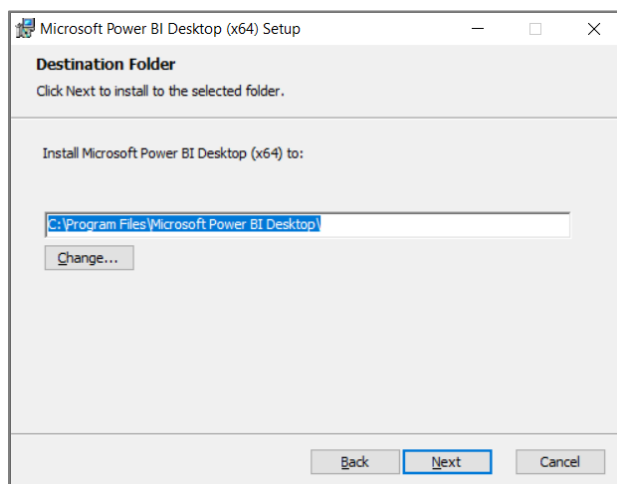 Microsoft Power BI Desktop (x64) Setup
Destination Folder
Click Next to install to the selected folder.
Install Microsoft Power BI Desktop (x64) to:
C:\Program Files\Microsoft Power BI Desktop\
Change...
Back Next Cancel